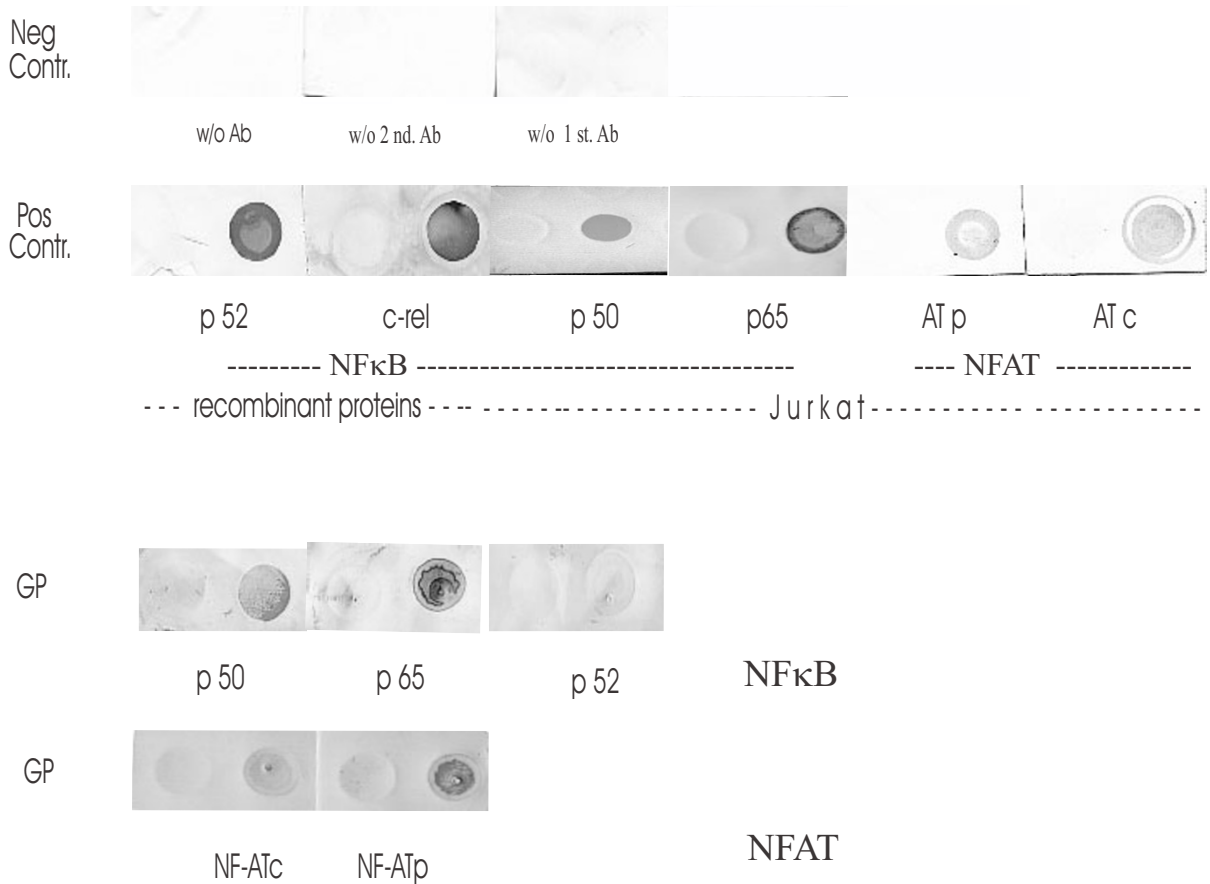 Neg
Contr.
w/o Ab
w/o 2 nd. Ab
w/o 1 st. Ab
Pos
Contr.
p 52
c-rel
p 50
p65
AT p
AT c
--------- NFκB ------------------------------------
---- NFAT -------------
- - - recombinant proteins - - -- - - - - - -- - - - - - - - - - - - - - - J u r k a t - - - - - - - - - - - - - - - - - - - - - - - -
GP
p 50
p 65
p 52
NFκB
GP
NF-ATc
NF-ATp
NFAT